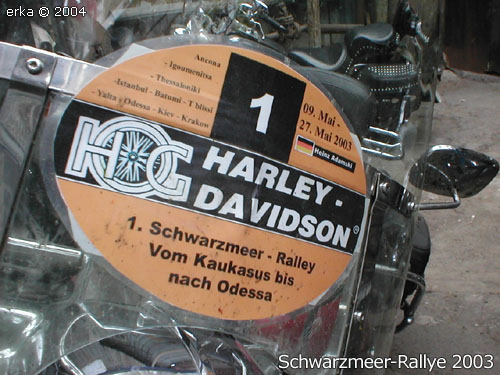 erka © 2004
Ancona
- Igoumenitsa
- Thessaloniki
- Istanbul - Batumi - T blissi
- Yalta - Odessa - Kiev - Krakow
1
09. Mai -
27. Mai 2003
Heinz Adamski
HOG
HARLEY -
DAVIDSON®
1. Schwarzmeer - Ralley
Vom Kaukasus bis
nach Odessa
Schwarzmeer-Rallye 2003